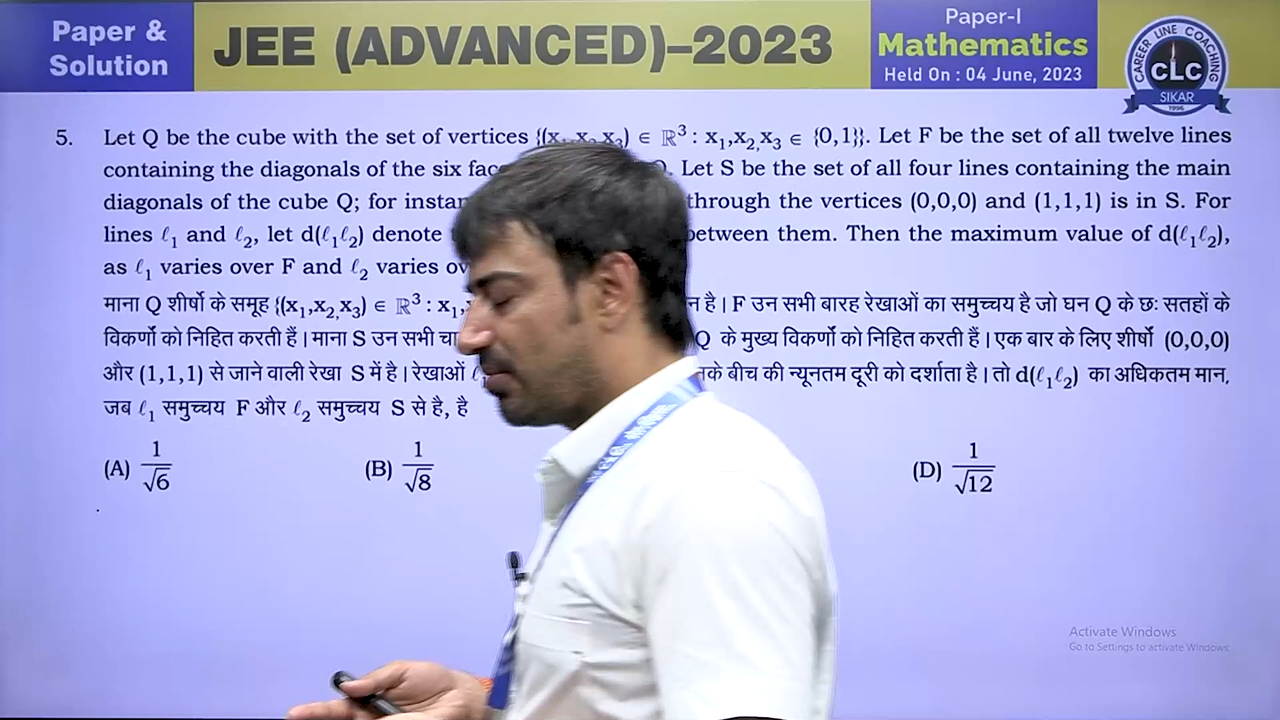 Paper &
Solution
JEE (ADVANCED)–2023
Paper-I
Mathematics
Held On : 04 June, 2023
CAREER LINE COACHING
CLC
SIKAR
1996
5. Let Q be the cube with the set of vertices {(x₁,x₂,x₃) ∈ ℝ³ : x₁,x₂,x₃ ∈ {0,1}}. Let F be the set of all twelve lines
containing the diagonals of the six Q. Let S be the set of all four lines containing the main
diagonals of the cube Q; for through the vertices (0,0,0) and (1,1,1) is in S. For
lines ℓ₁ and ℓ₂, let d(ℓ₁ℓ₂) denote between them. Then the maximum value of d(ℓ₁ℓ₂),
as ℓ₁ varies over F and ℓ₂ varies
माना Q शीर्षो के समूह {(x₁,x₂,x₃) ∈ ℝ³ : x₁, है। F उन सभी बारह रेखाओं का समुच्चय है जो घन Q के छः सतहों के
विकर्णों को निहित करती हैं। माना S उन सभी Q के मुख्य विकर्णों को निहित करती हैं। एक बार के लिए शीर्षों (0,0,0)
और (1,1,1) से जाने वाली रेखा S में है। रेखाओं के बीच की न्यूनतम दूरी को दर्शाता है। तो d(ℓ₁ℓ₂) का अधिकतम मान,
जब ℓ₁ समुच्चय F और ℓ₂ समुच्चय S से है, है
(A) 1/√6 (B) 1/√8 (D) 1/√12
Activate Windows
Go to Settings to activate Windows.